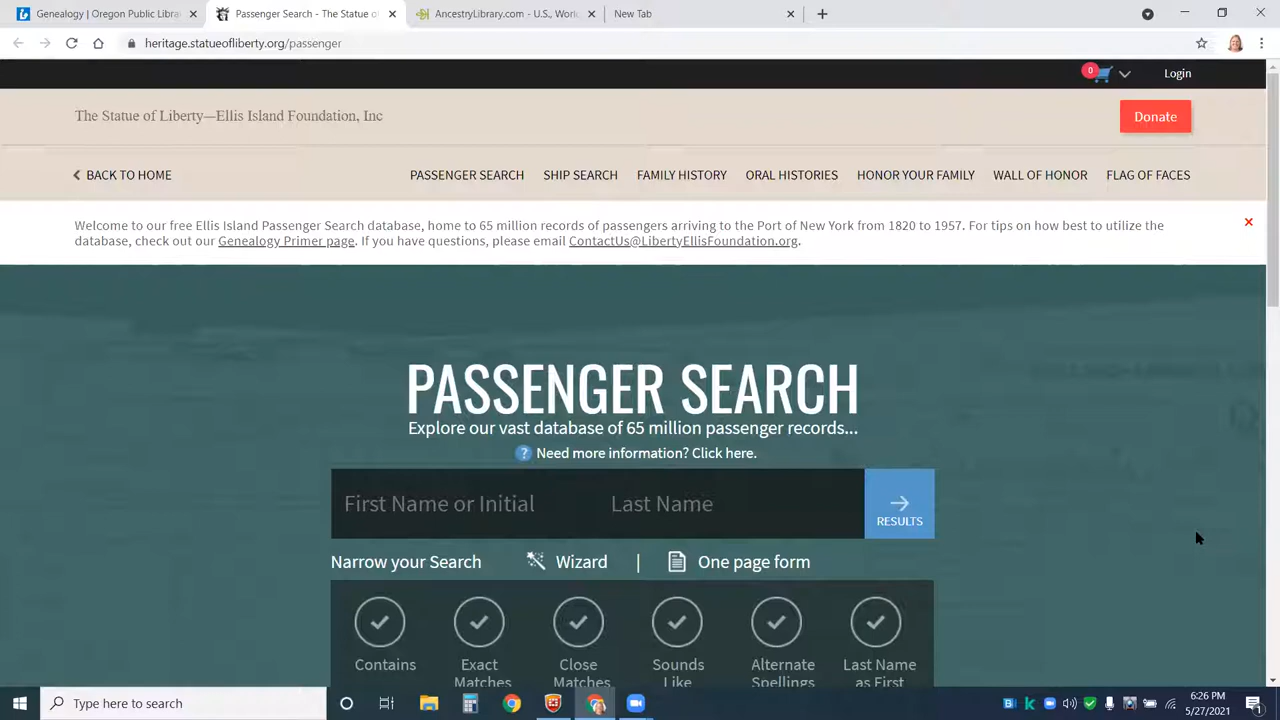 Genealogy | Oregon Public Libra
Passenger Search - The Statue o
AncestryLibrary.com - U.S., Worl
New Tab
heritage.statueofliberty.org/passenger
0
Login
The Statue of Liberty—Ellis Island Foundation, Inc
Donate
BACK TO HOME
PASSENGER SEARCH
SHIP SEARCH
FAMILY HISTORY
ORAL HISTORIES
HONOR YOUR FAMILY
WALL OF HONOR
FLAG OF FACES
Welcome to our free Ellis Island Passenger Search database, home to 65 million records of passengers arriving to the Port of New York from 1820 to 1957. For tips on how best to utilize the
database, check out our Genealogy Primer page. If you have questions, please email ContactUs@LibertyEllisFoundation.org.
PASSENGER SEARCH
Explore our vast database of 65 million passenger records...
? Need more information? Click here.
First Name or Initial
Last Name
RESULTS
Narrow your Search
Wizard
|
One page form
Contains
Exact
Matches
Close
Matches
Sounds
Like
Alternate
Spellings
Last Name
as First
Type here to search
6:26 PM
5/27/2021
1